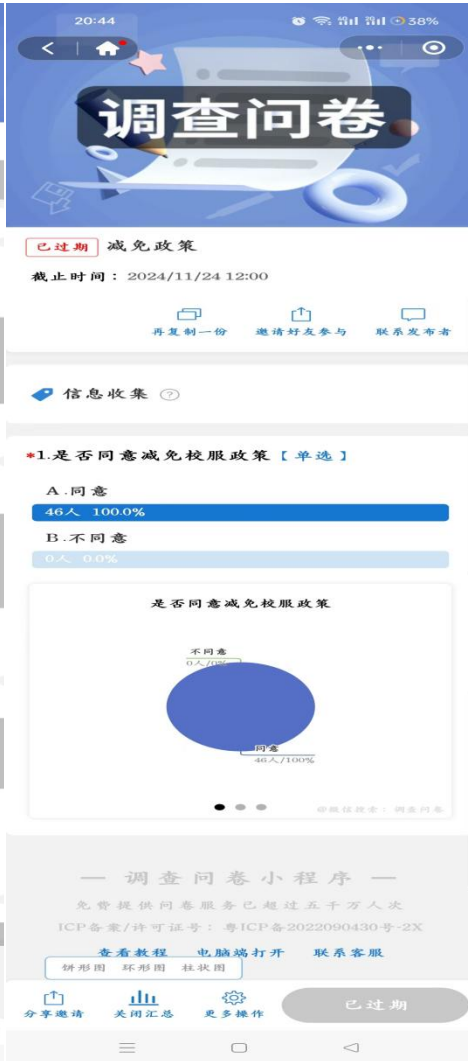 20:44
38%
调查问卷
已过期 减免政策
截止时间：2024/11/24 12:00
再复制一份 邀请好友参与 联系发布者
信息收集 ?
*1.是否同意减免校服政策【单选】
A.同意
46人 100.0%
B.不同意
0人 0.0%
是否同意减免校服政策
不同意
0人/0%
同意
46人/100%
@微信搜索：调查问卷
— 调查问卷小程序 —
免费提供问卷服务已超过五千万人次
ICP备案/许可证号：粤ICP备2022090430号-2X
查看教程 电脑端打开 联系客服
饼形图 环形图 柱状图
分享邀请 关闭汇总 更多操作 已过期